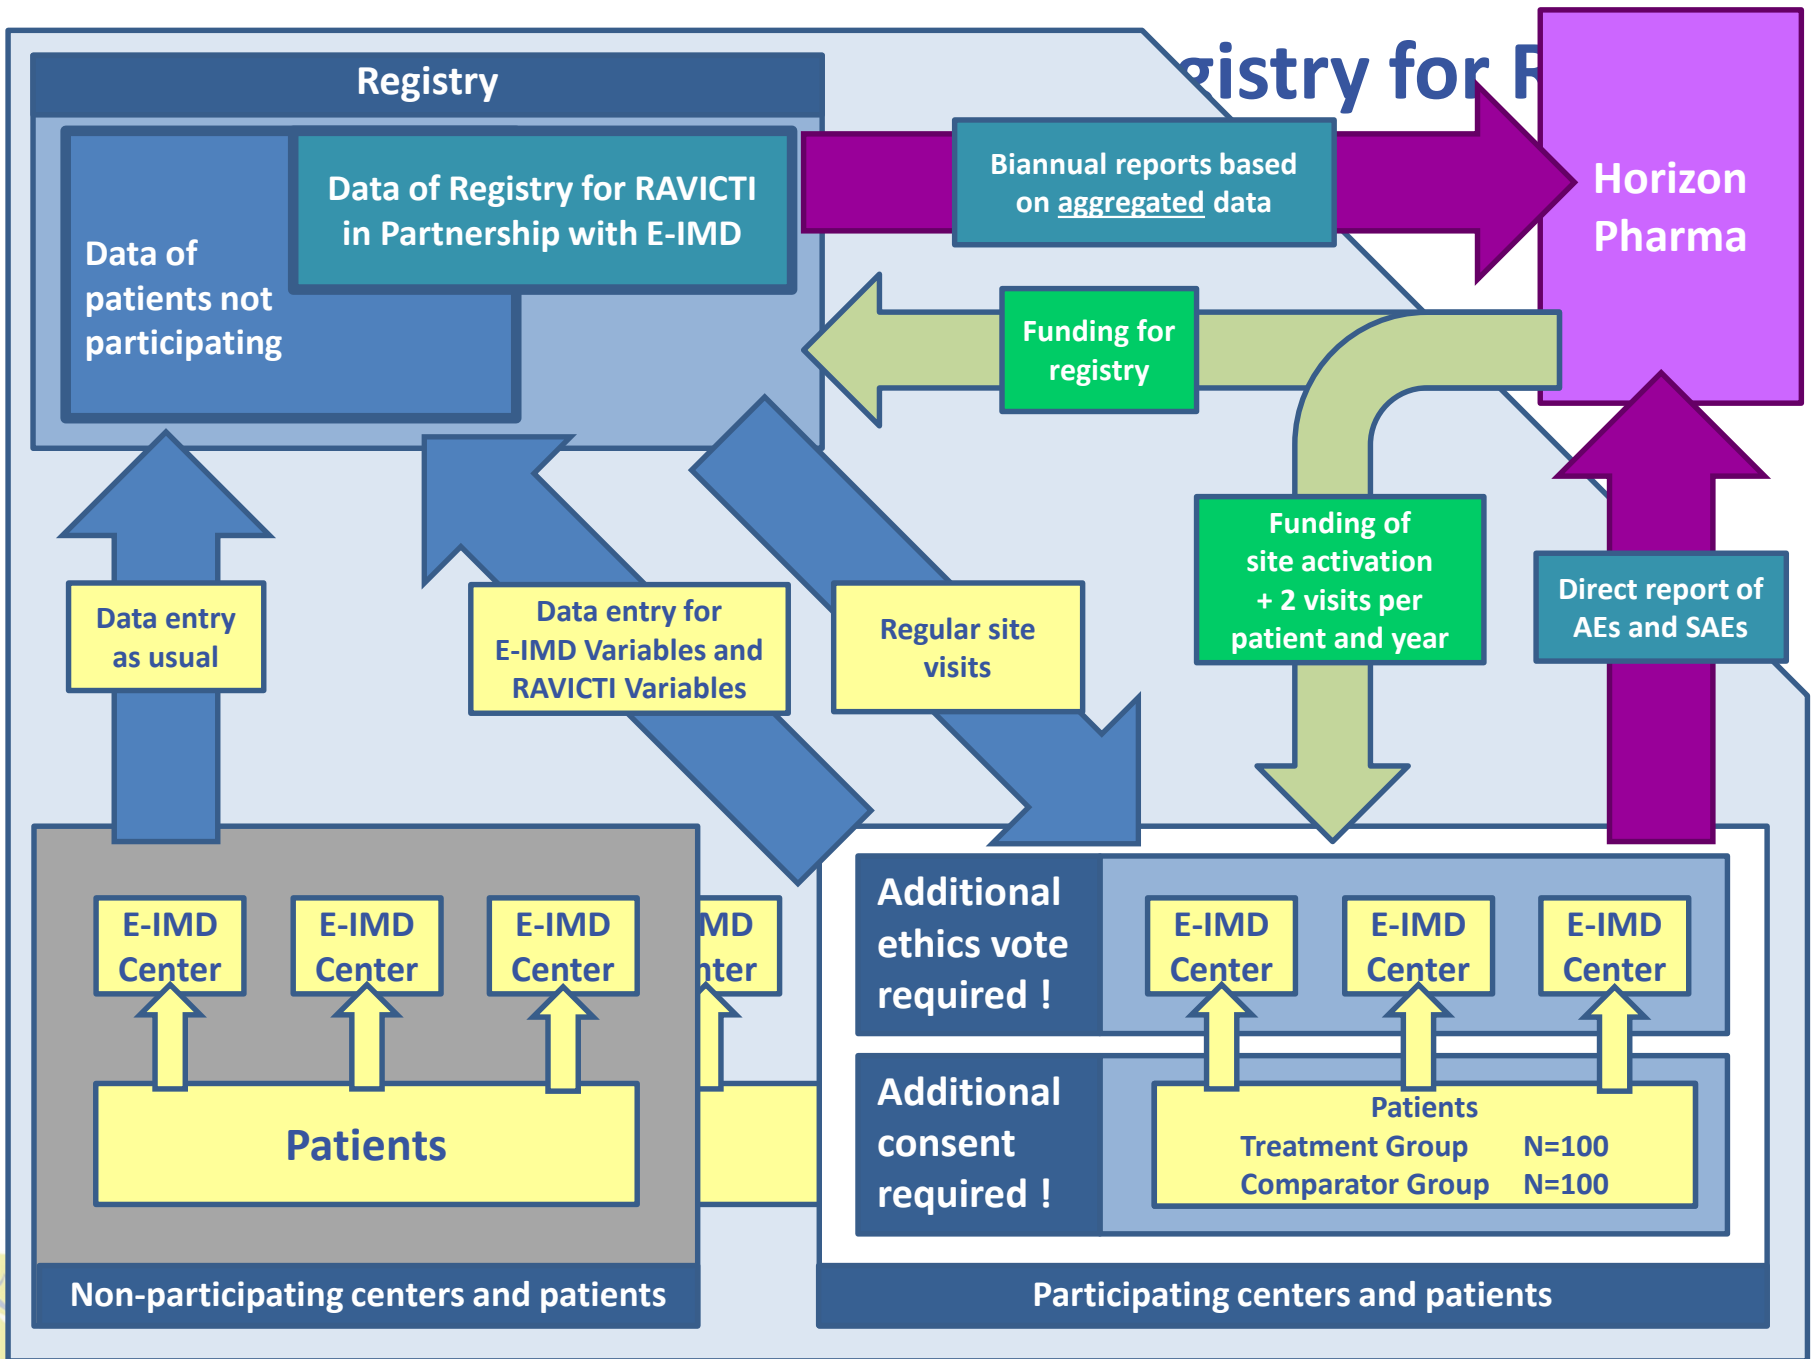 gistry for R
Registry
Data of Registry for RAVICTI
in Partnership with E-IMD
Data of
patients not
participating
Biannual reports based
on aggregated data
Horizon
Pharma
Funding for
registry
Funding of
site activation
+ 2 visits per
patient and year
Direct report of
AEs and SAEs
Data entry
as usual
Data entry for
E-IMD Variables and
RAVICTI Variables
Regular site
visits
E-IMD
Center
E-IMD
Center
E-IMD
Center
MD
nter
Patients
Non-participating centers and patients
Additional
ethics vote
required !
E-IMD
Center
E-IMD
Center
E-IMD
Center
Additional
consent
required !
Patients
Treatment Group N=100
Comparator Group N=100
Participating centers and patients